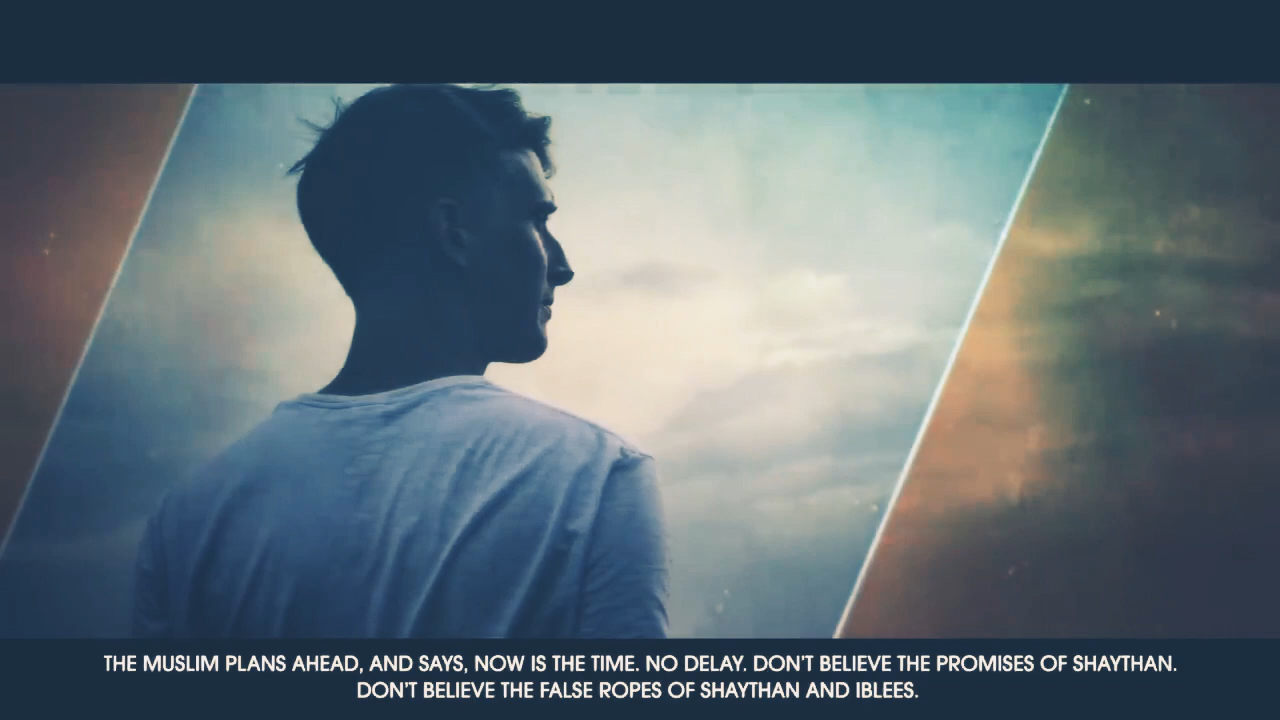 THE MUSLIM PLANS AHEAD, AND SAYS, NOW IS THE TIME. NO DELAY. DON'T BELIEVE THE PROMISES OF SHAYTHAN.
DON'T BELIEVE THE FALSE ROPES OF SHAYTHAN AND IBLEES.